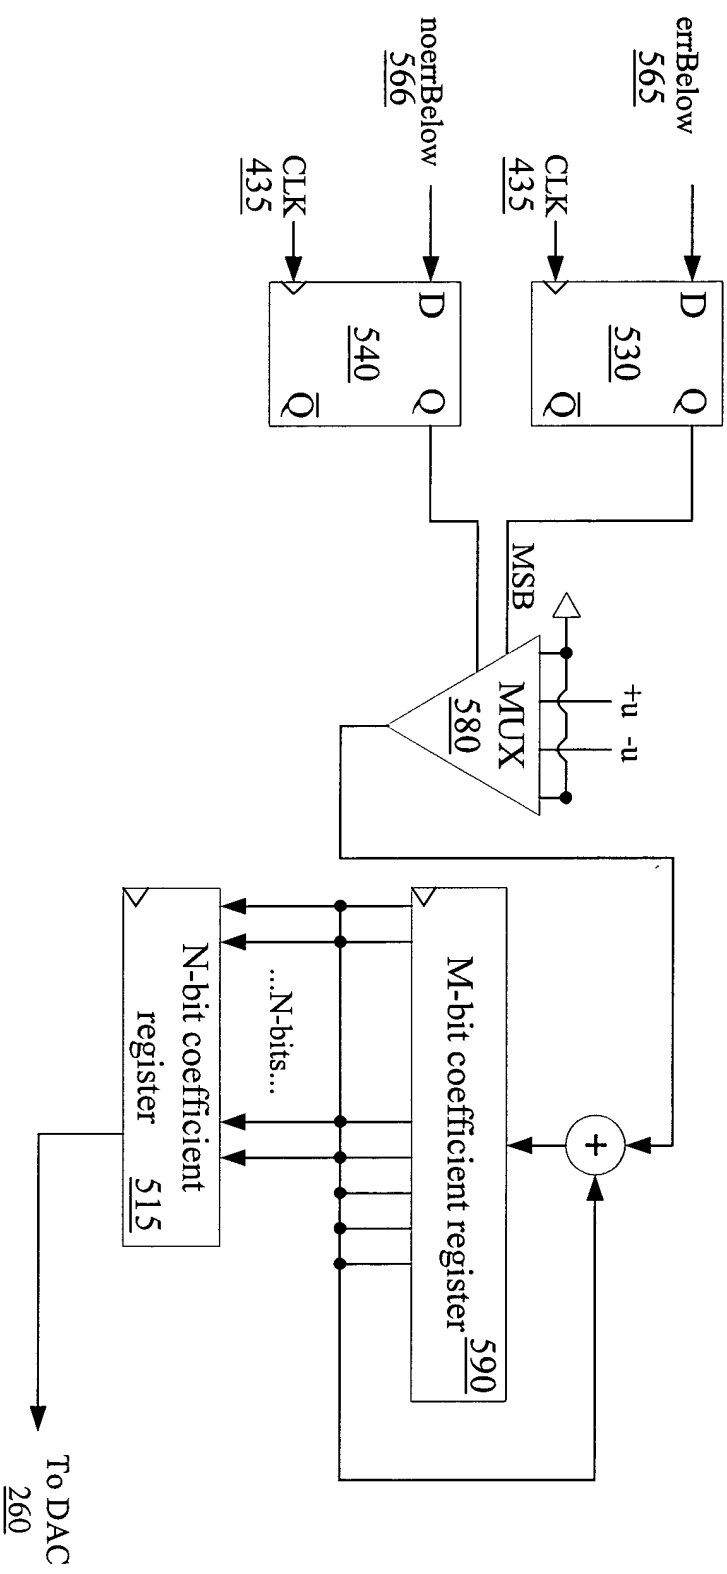 errBelow
565
CLK
435
D
Q
530
Q
noerrBelow
566
CLK
435
D
Q
540
Q
MSB
+u -u
MUX
580
+
M-bit coefficient register
590
...N-bits...
N-bit coefficient
register 515
To DAC
260